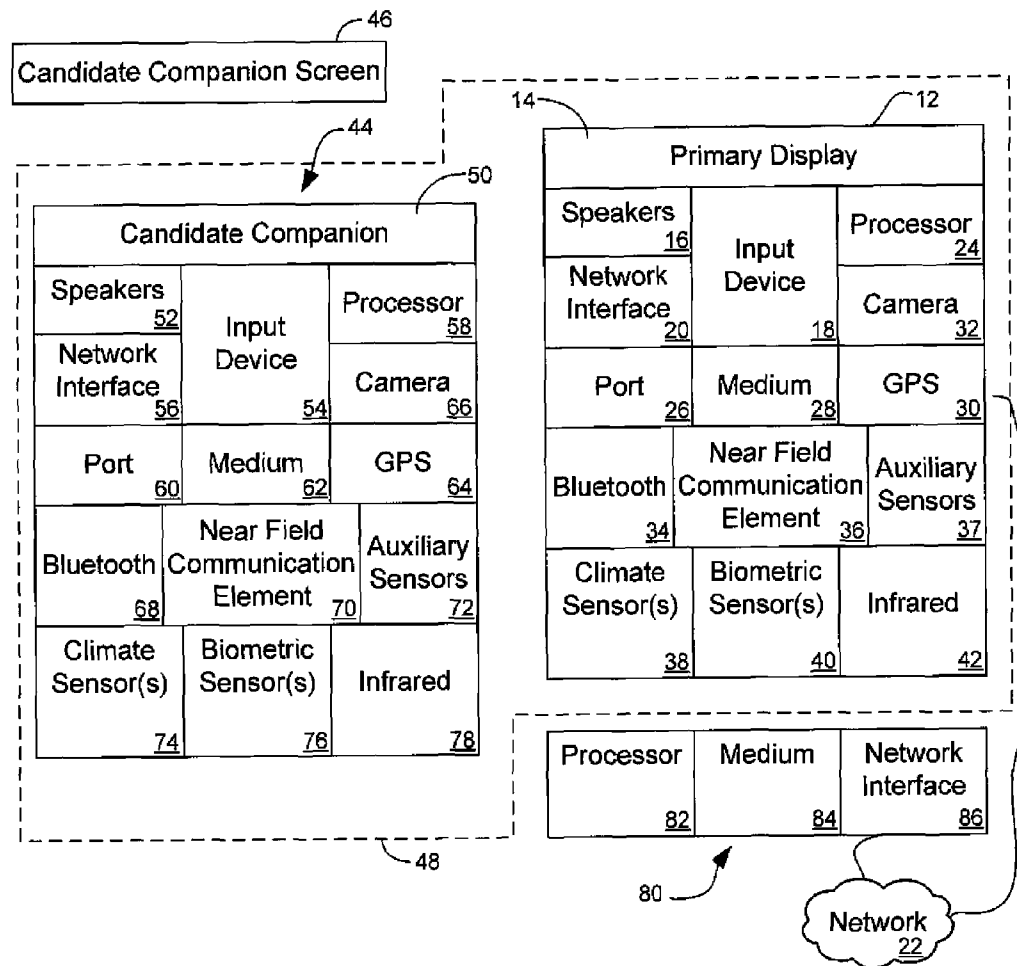 46
Candidate Companion Screen
14
12
44
Primary Display
50
Speakers
16
Input
Device
18
Processor
24
Network
Interface
20
Camera
32
Port
26
Medium
28
GPS
30
Bluetooth
34
Near Field
Communication
Element
36
Auxiliary
Sensors
37
Climate
Sensor(s)
38
Biometric
Sensor(s)
40
Infrared
42
Candidate Companion
Speakers
52
Input
Device
54
Processor
58
Network
Interface
56
Camera
66
Port
60
Medium
62
GPS
64
Bluetooth
68
Near Field
Communication
Element
70
Auxiliary
Sensors
72
Climate
Sensor(s)
74
Biometric
Sensor(s)
76
Infrared
78
48
Processor
82
Medium
84
Network
Interface
86
80
Network
22